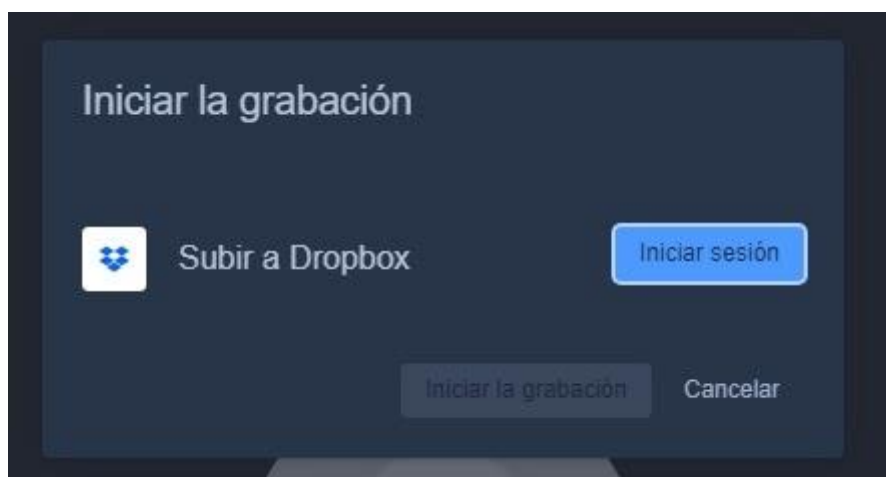 Iniciar la grabación
Subir a Dropbox
Iniciar sesión
Iniciar la grabación
Cancelar